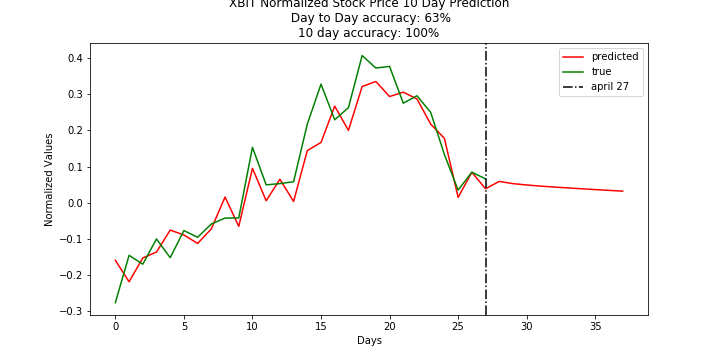 XBIT Normalized Stock Price 10 Day Prediction
Day to Day accuracy: 63%
10 day accuracy: 100%
predicted
true
april 27
Normalized Values
0.4
0.3
0.2
0.1
0.0
−0.1
−0.2
−0.3
0 5 10 15 20 25 30 35
Days